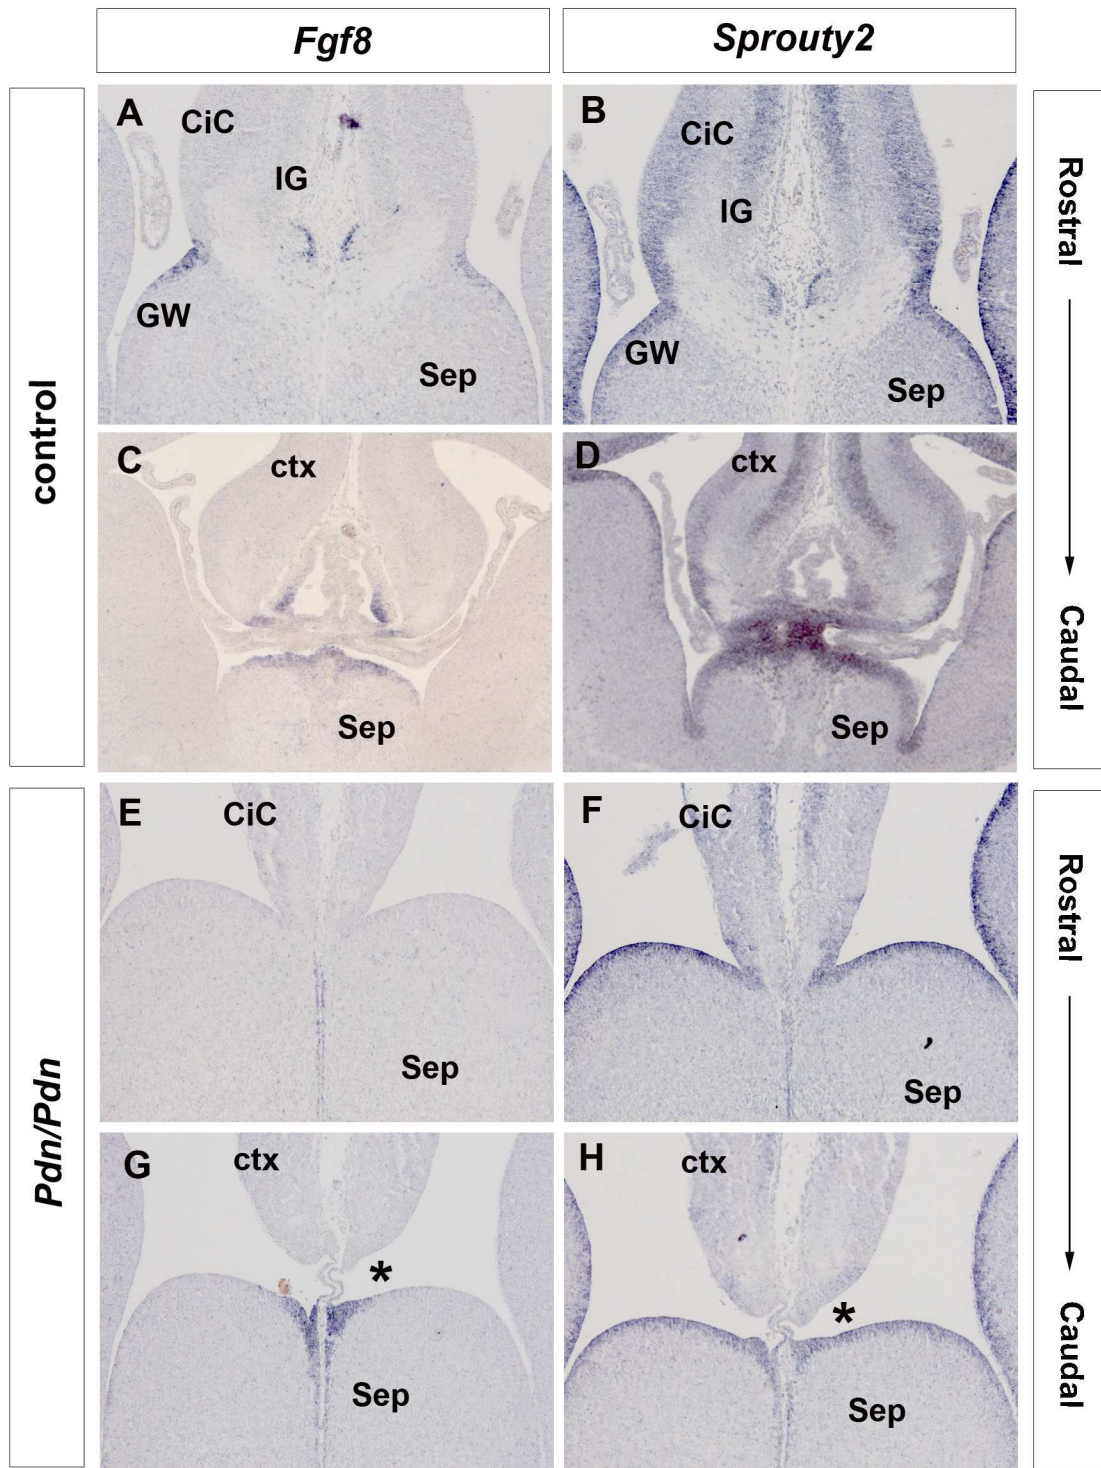 Fgf8
Sprouty2
control
A
CiC
IG
GW
Sep
B
CiC
IG
GW
Sep
Rostral
Caudal
C
ctx
Sep
D
ctx
Sep
Pdn/Pdn
E
CiC
Sep
F
CiC
,
Sep
Rostral
Caudal
G
ctx
*
Sep
H
ctx
*
Sep